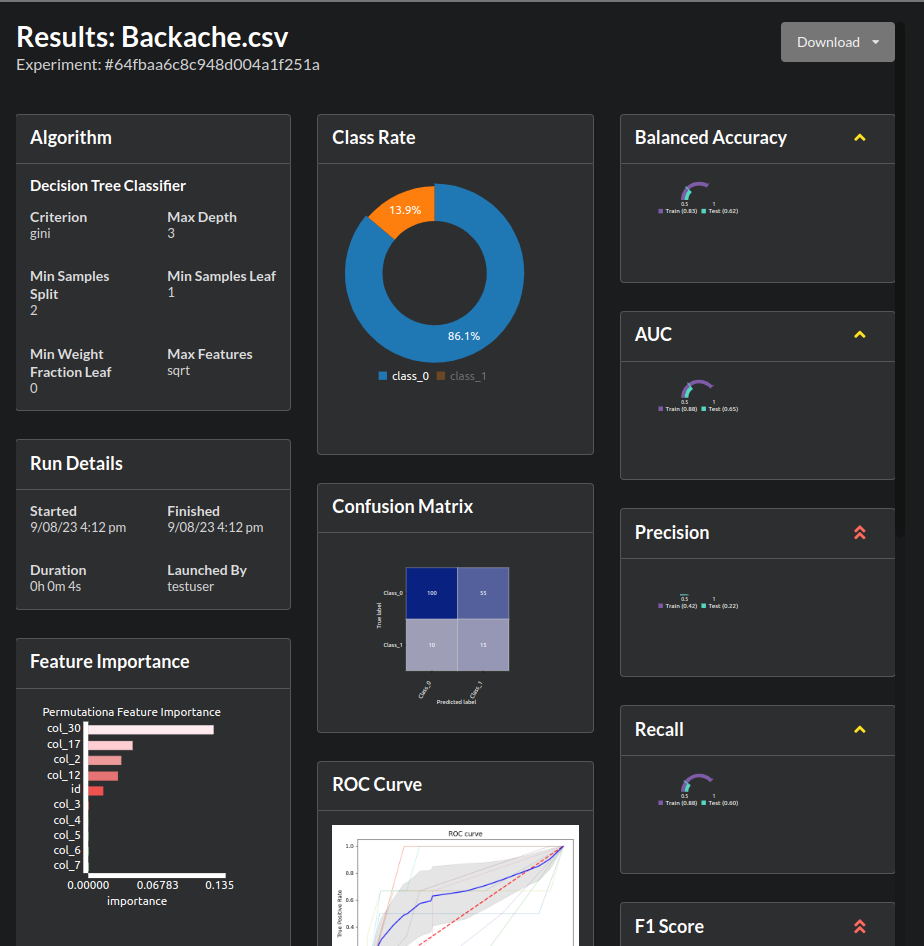 Results: Backache.csv
Experiment: #64fbaa6c8c948d004a1f251a
Download
Algorithm
Decision Tree Classifier
Criterion
gini
Max Depth
3
Min Samples
Split
2
Min Samples Leaf
1
Min Weight
Fraction Leaf
0
Max Features
sqrt
Run Details
Started
9/08/23 4:12 pm
Finished
9/08/23 4:12 pm
Duration
0h 0m 4s
Launched By
testuser
Feature Importance
Permutationa Feature Importance
col_30
col_17
col_2
col_12
id
col_3
col_4
col_5
col_6
col_7
0.00000 0.06783 0.135
importance
Class Rate
13.9%
86.1%
class_0 class_1
Confusion Matrix
True label
Class_0 100 55
Class_1 10 15
Class_0 Class_1
Predicted label
ROC Curve
ROC curve
True Positive Rate
1.0
0.8
0.6
0.4
Balanced Accuracy
0.5 1
Train (0.83) Test (0.62)
AUC
0.5 1
Train (0.88) Test (0.65)
Precision
0.5 1
Train (0.42) Test (0.22)
Recall
0.5 1
Train (0.88) Test (0.60)
F1 Score